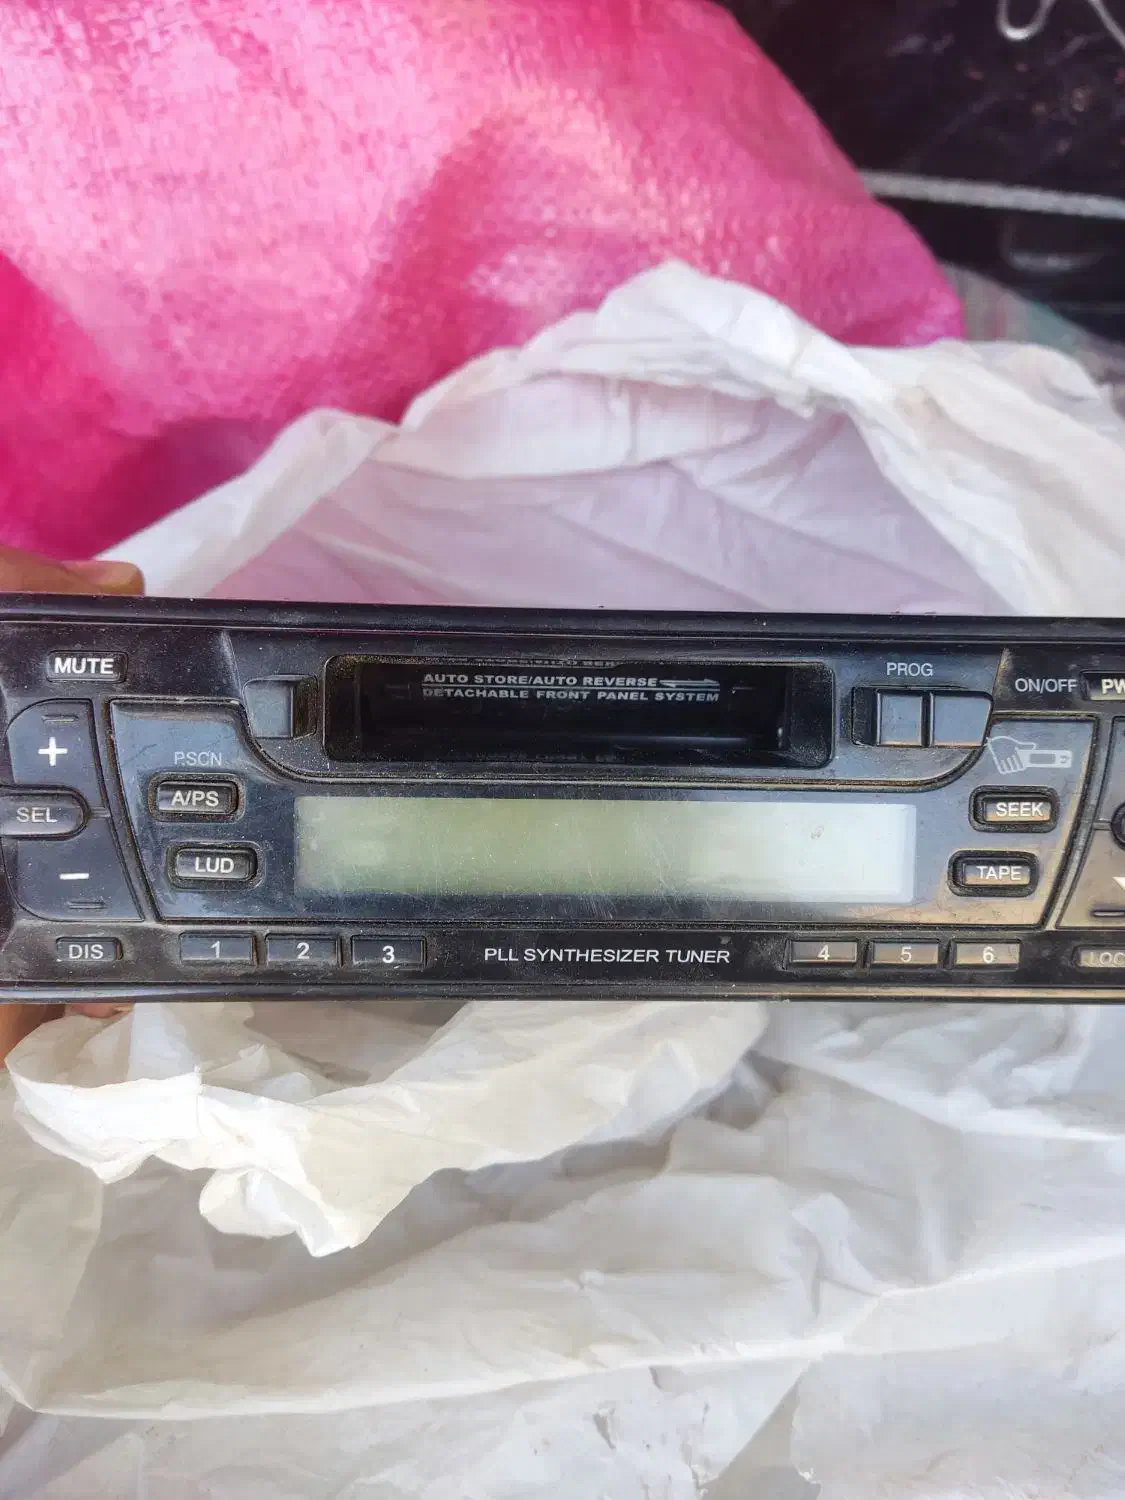 MUTE
AUTO STORE/AUTO REVERSE
DETACHABLE FRONT PANEL SYSTEM
PROG
ON/OFF
+
P.SCN
A/PS
SEL
SEEK
LUD
TAPE
−
DIS
1
2
3
PLL SYNTHESIZER TUNER
4
5
6